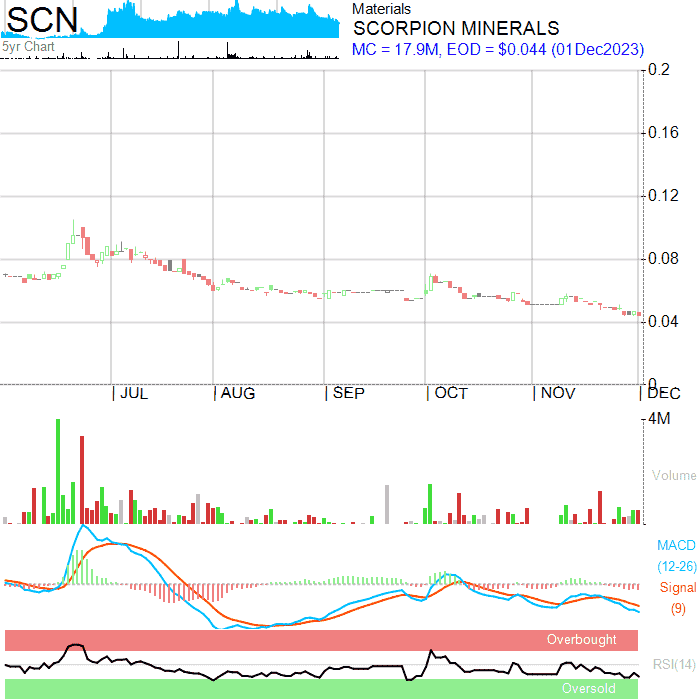 SCN
Materials
SCORPION MINERALS
MC = 17.9M, EOD = $0.044 (01Dec2023)
5yr Chart
0.2
0.16
0.12
0.08
0.04
0
JUL AUG SEP OCT NOV DEC
4M
Volume
MACD
(12-26)
Signal
(9)
Overbought
RSI(14)
Oversold